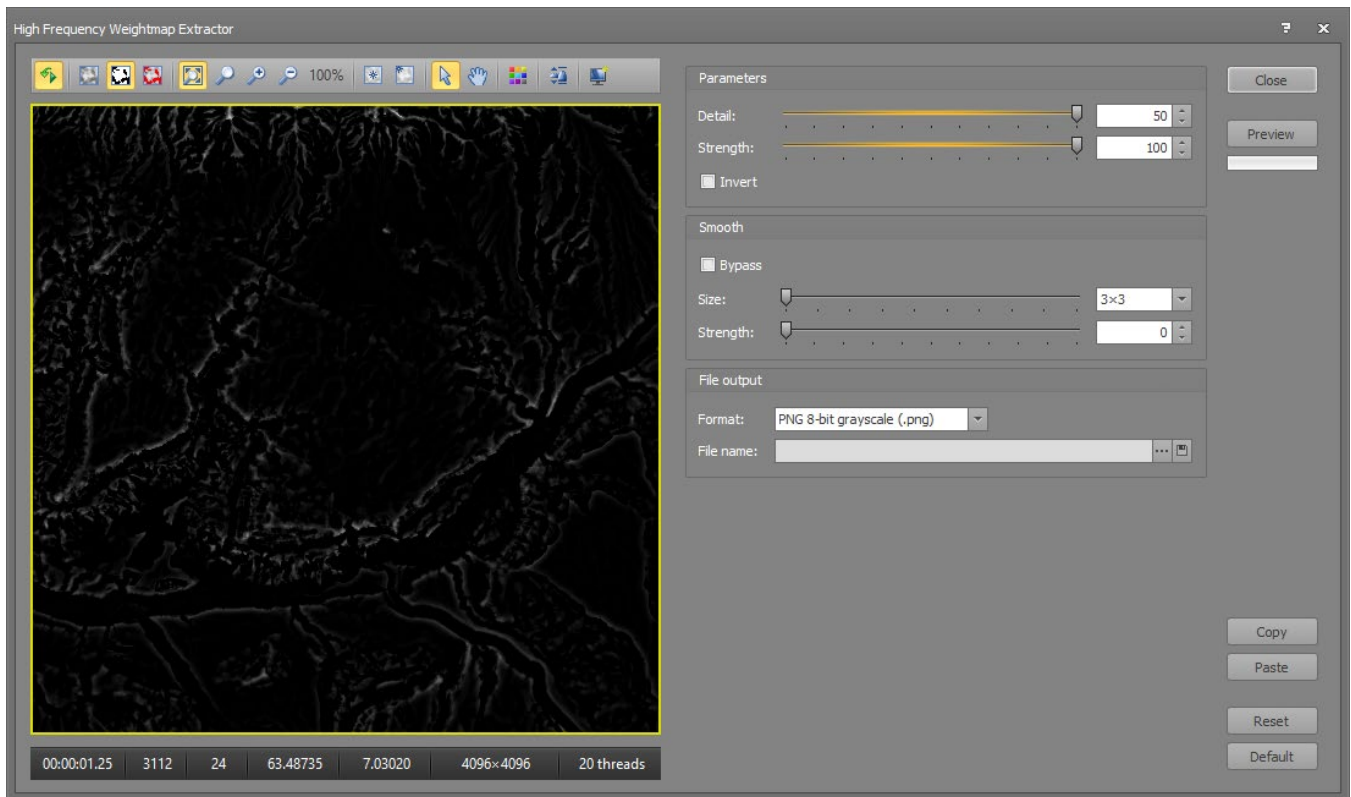 High Frequency Weightmap Extractor
100%
Parameters
Detail: 50
Strength: 100
Invert
Smooth
Bypass
Size: 3×3
Strength: 0
File output
Format: PNG 8-bit grayscale (.png)
File name:
Close
Preview
Copy
Paste
Reset
Default
00:00:01.25 3112 24 63.48735 7.03020 4096×4096 20 threads